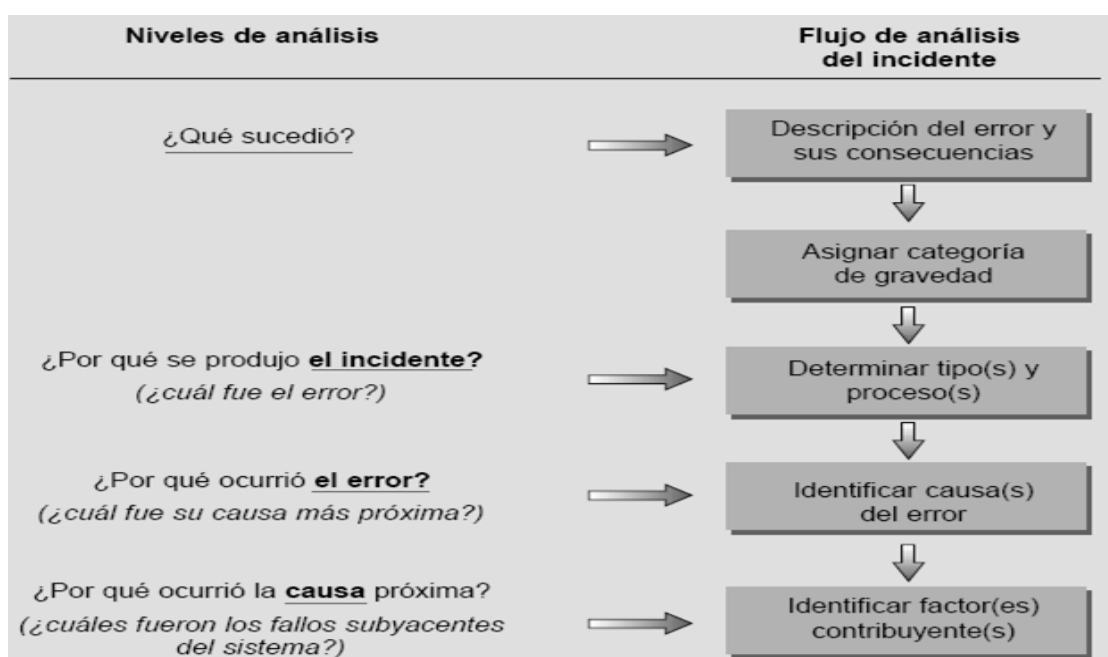 Niveles de análisis
Flujo de análisis
del incidente
¿Qué sucedió?
Descripción del error y
sus consecuencias
Asignar categoría
de gravedad
¿Por qué se produjo el incidente?
(¿cuál fue el error?)
Determinar tipo(s) y
proceso(s)
¿Por qué ocurrió el error?
(¿cuál fue su causa más próxima?)
Identificar causa(s)
del error
¿Por qué ocurrió la causa próxima?
(¿cuáles fueron los fallos subyacentes
del sistema?)
Identificar factor(es)
contribuyente(s)